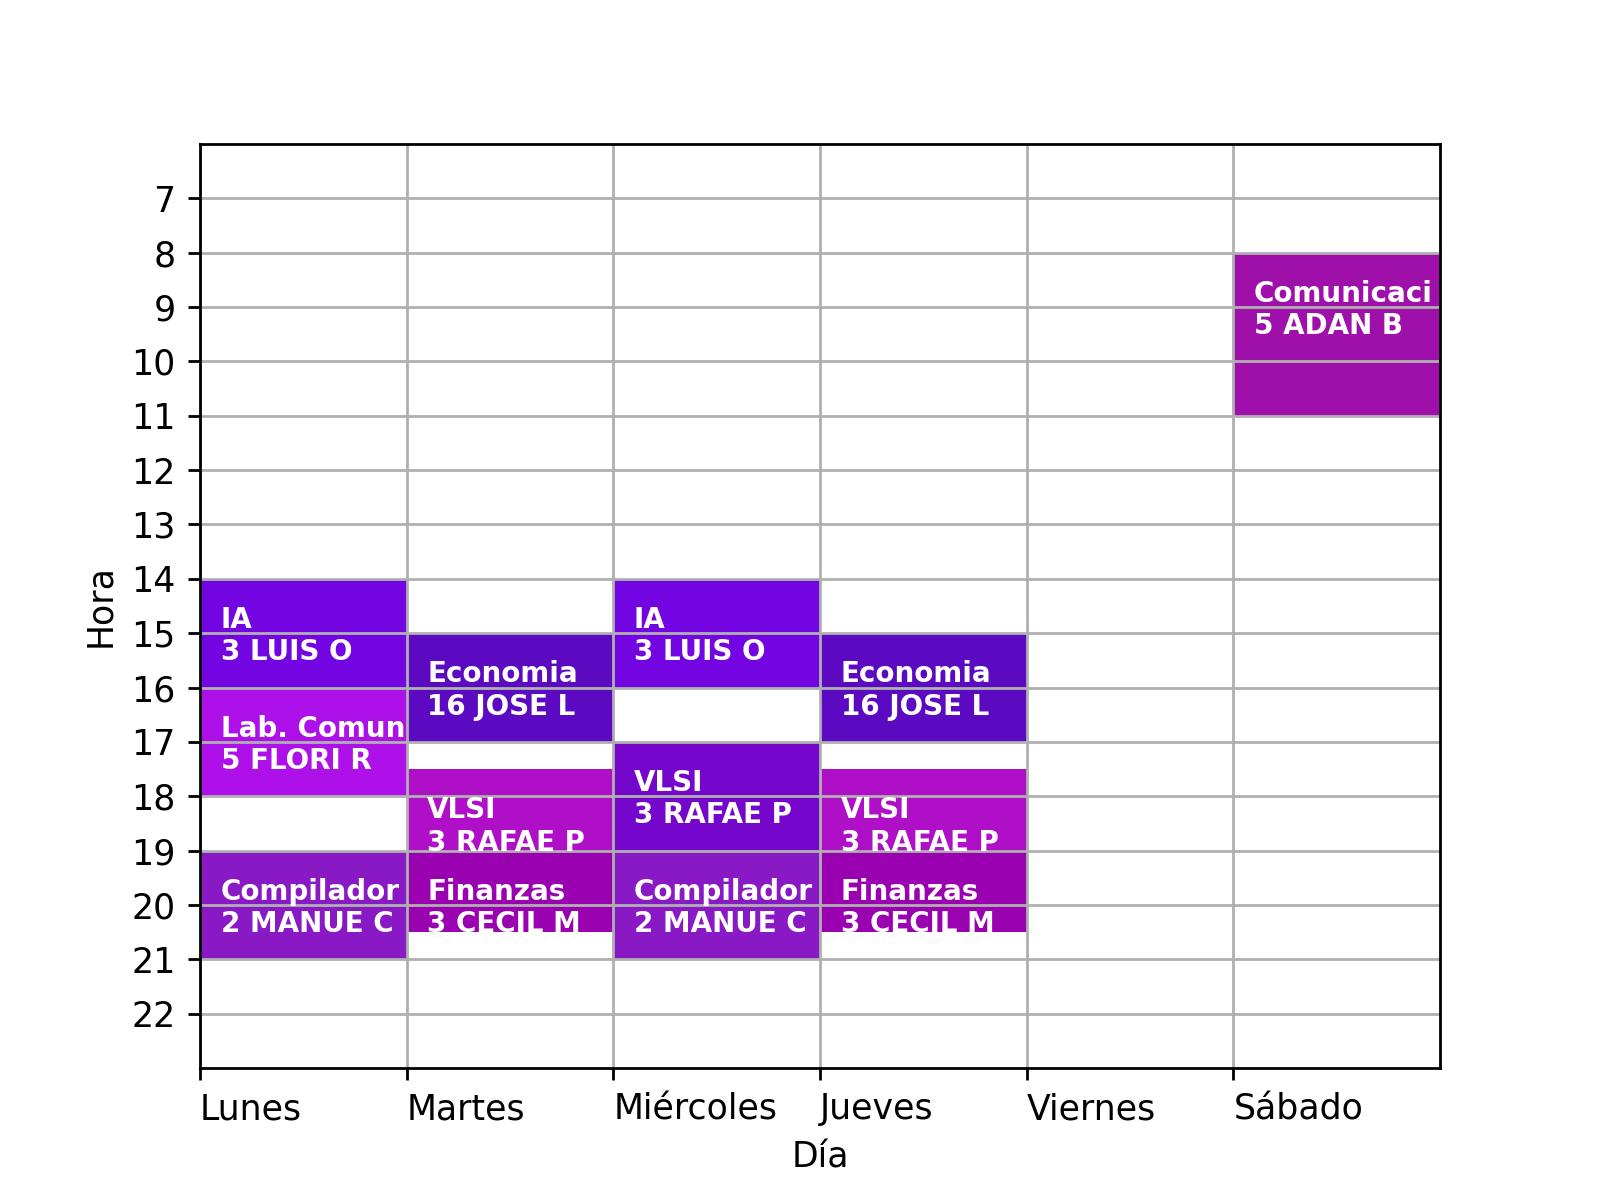 7
8
Comunicaci
9
5 ADAN B
10
11
12
13
Hora
14
IA
IA
15
3 LUIS O
3 LUIS O
Economia
Economia
16
16 JOSE L
16 JOSE L
Lab. Comun
17
5 FLORI R
VLSI
18
VLSI
3 RAFAE P
VLSI
3 RAFAE P
3 RAFAE P
19
Compilador
Finanzas
Compilador
Finanzas
20
2 MANUE C
3 CECIL M
2 MANUE C
3 CECIL M
21
22
Lunes
Martes
Miércoles
Jueves
Viernes
Sábado
Día